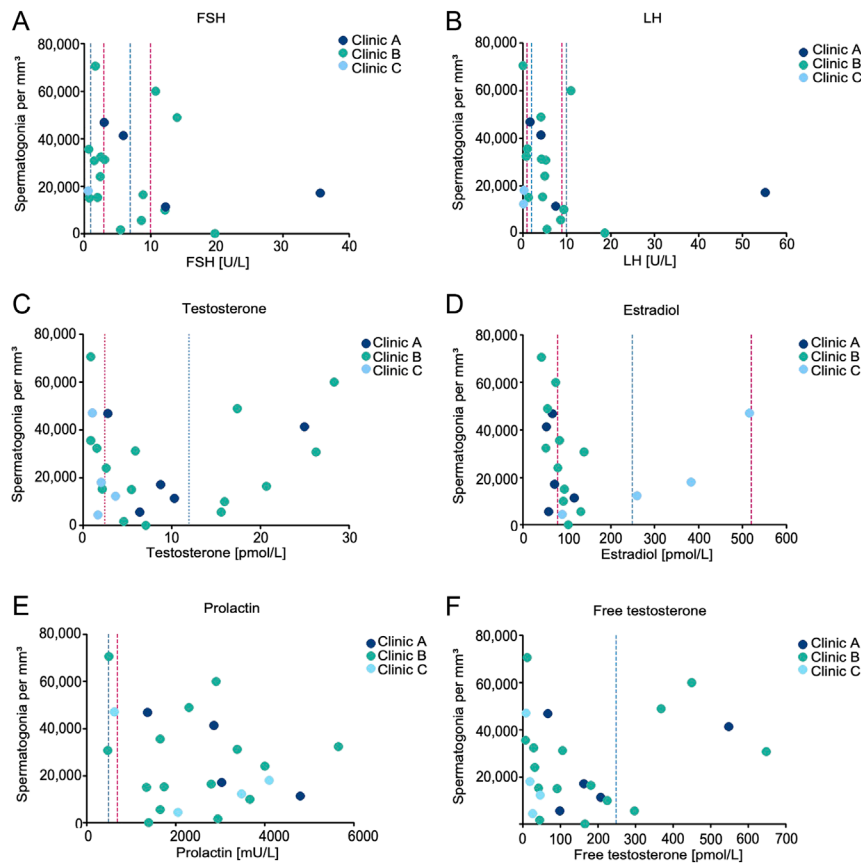 A
FSH
Spermatogonia per mm³
80,000
60,000
40,000
20,000
0
0
10
20
30
40
FSH [U/L]
Clinic A
Clinic B
Clinic C
B
LH
Spermatogonia per mm³
80,000
60,000
40,000
20,000
0
0
10
20
30
40
50
60
LH [U/L]
Clinic A
Clinic B
Clinic C
C
Testosterone
Spermatogonia per mm³
80,000
60,000
40,000
20,000
0
0
10
20
30
Testosterone [pmol/L]
Clinic A
Clinic B
Clinic C
D
Estradiol
Spermatogonia per mm³
80,000
60,000
40,000
20,000
0
0
100
200
300
400
500
600
Estradiol [pmol/L]
Clinic A
Clinic B
Clinic C
E
Prolactin
Spermatogonia per mm³
80,000
60,000
40,000
20,000
0
0
2000
4000
6000
Prolactin [mU/L]
Clinic A
Clinic B
Clinic C
F
Free testosterone
Spermatogonia per mm³
80,000
60,000
40,000
20,000
0
0
100
200
300
400
500
600
700
Free testosterone [pmol/L]
Clinic A
Clinic B
Clinic C